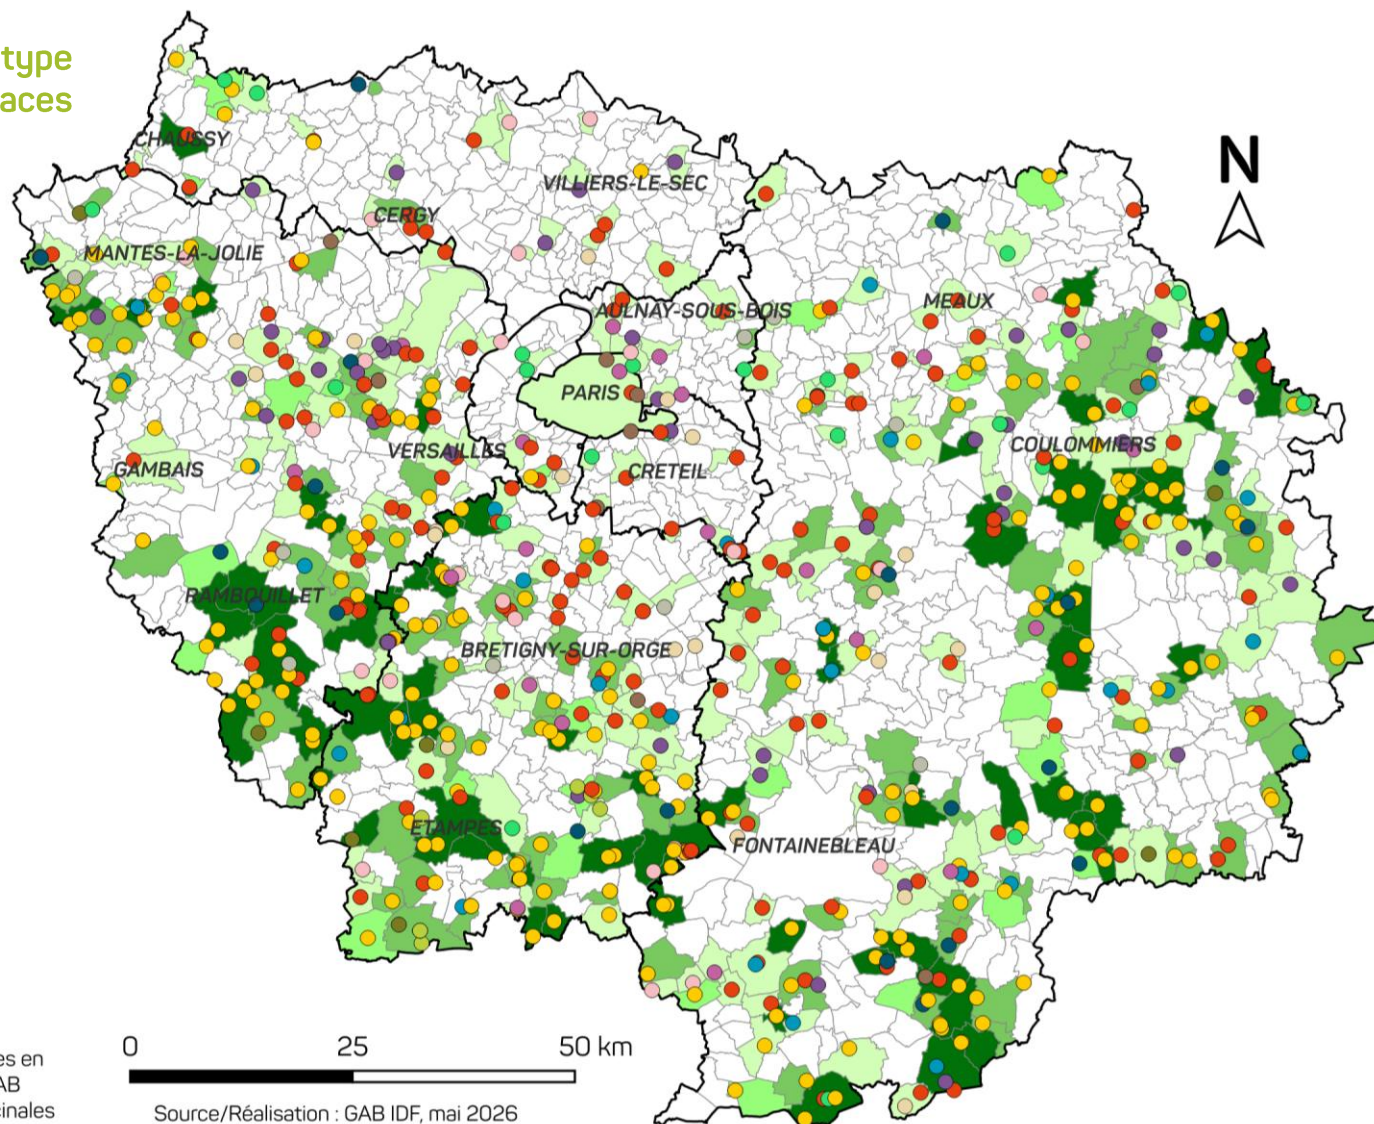 type
aces
N
CHAUSSY
VILLIERS-LE-SEC
CERGY
MANTES-LA-JOLIE
MEAUX
AULNAY-SOUS-BOIS
PARIS
COULOMMIERS
VERSAILLES
GAMBAIS
CRETEIL
RAMBOUILLET
BRETIGNY-SUR-ORGE
ETAMPES
FONTAINEBLEAU
0 25 50 km
es en
AB
cinales
Source/Réalisation : GAB IDF, mai 2026